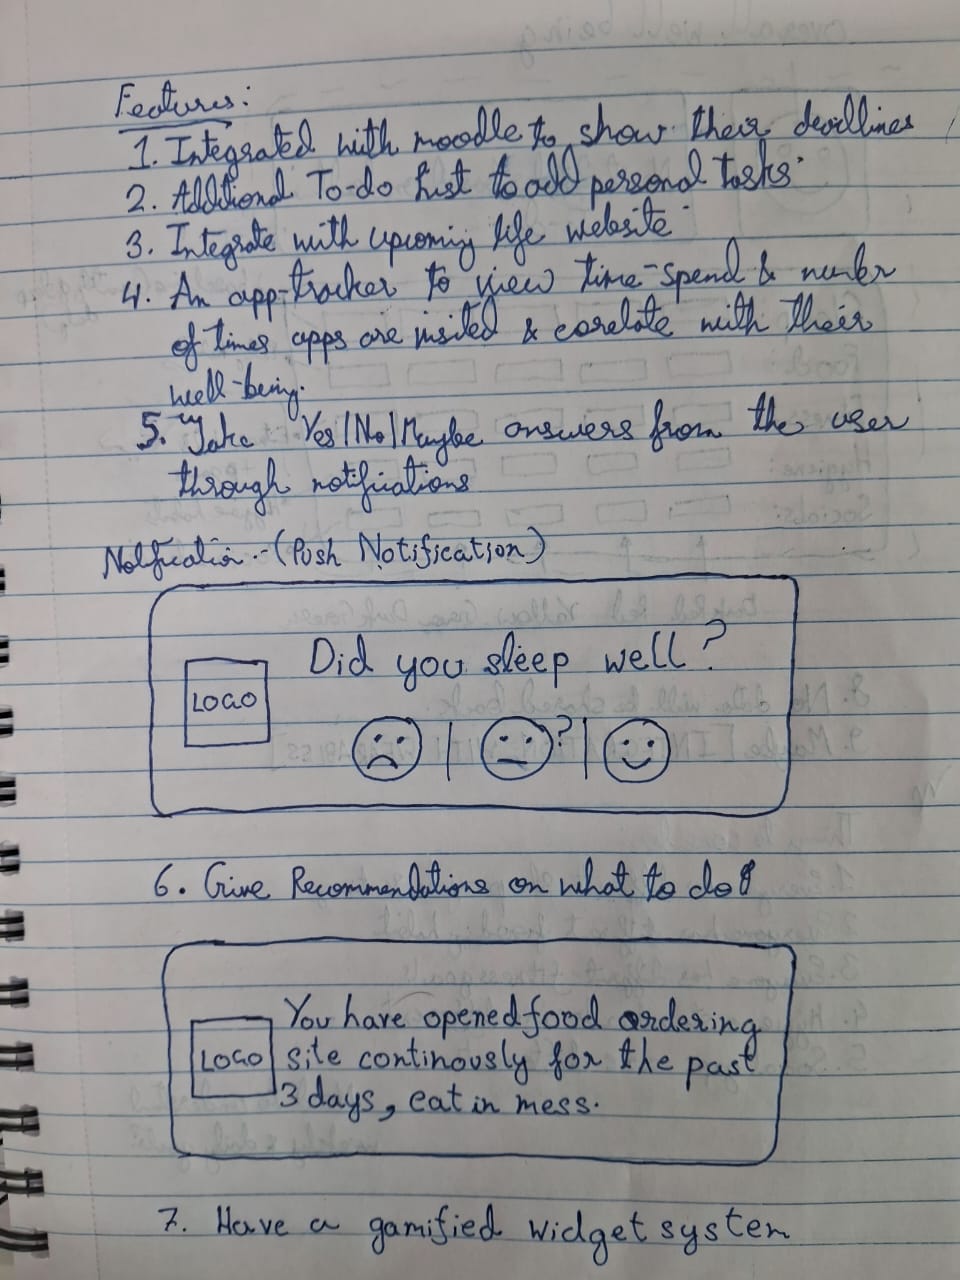 Features:
1. Integrated with moodle to show their deadlines
2. Additional To-do list to add personal tasks
3. Integrate with upcoming life website
4. An app-tracker to view time-spend & number
of times apps are visited & corelate with their
well-being.
5. Take Yes/No/Maybe answers from the user
through notifications
Notification:- (Push Notification)
Did you sleep well?
LOGO
?
6. Give Recommendations on what to do
You have opened food ordering
LOGO site continously for the past
3 days, eat in mess.
7. Have a gamified widget system